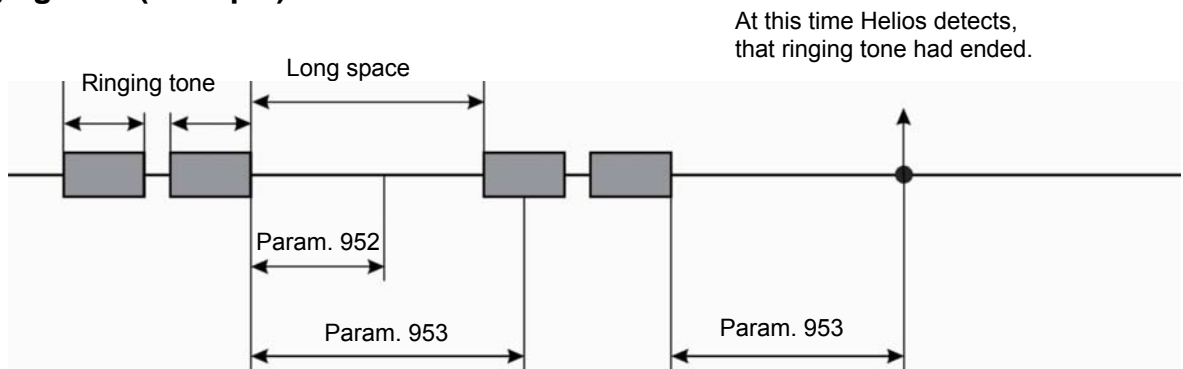 At this time Helios detects,
that ringing tone had ended.
Ringing tone
Long space
Param. 952
Param. 953
Param. 953